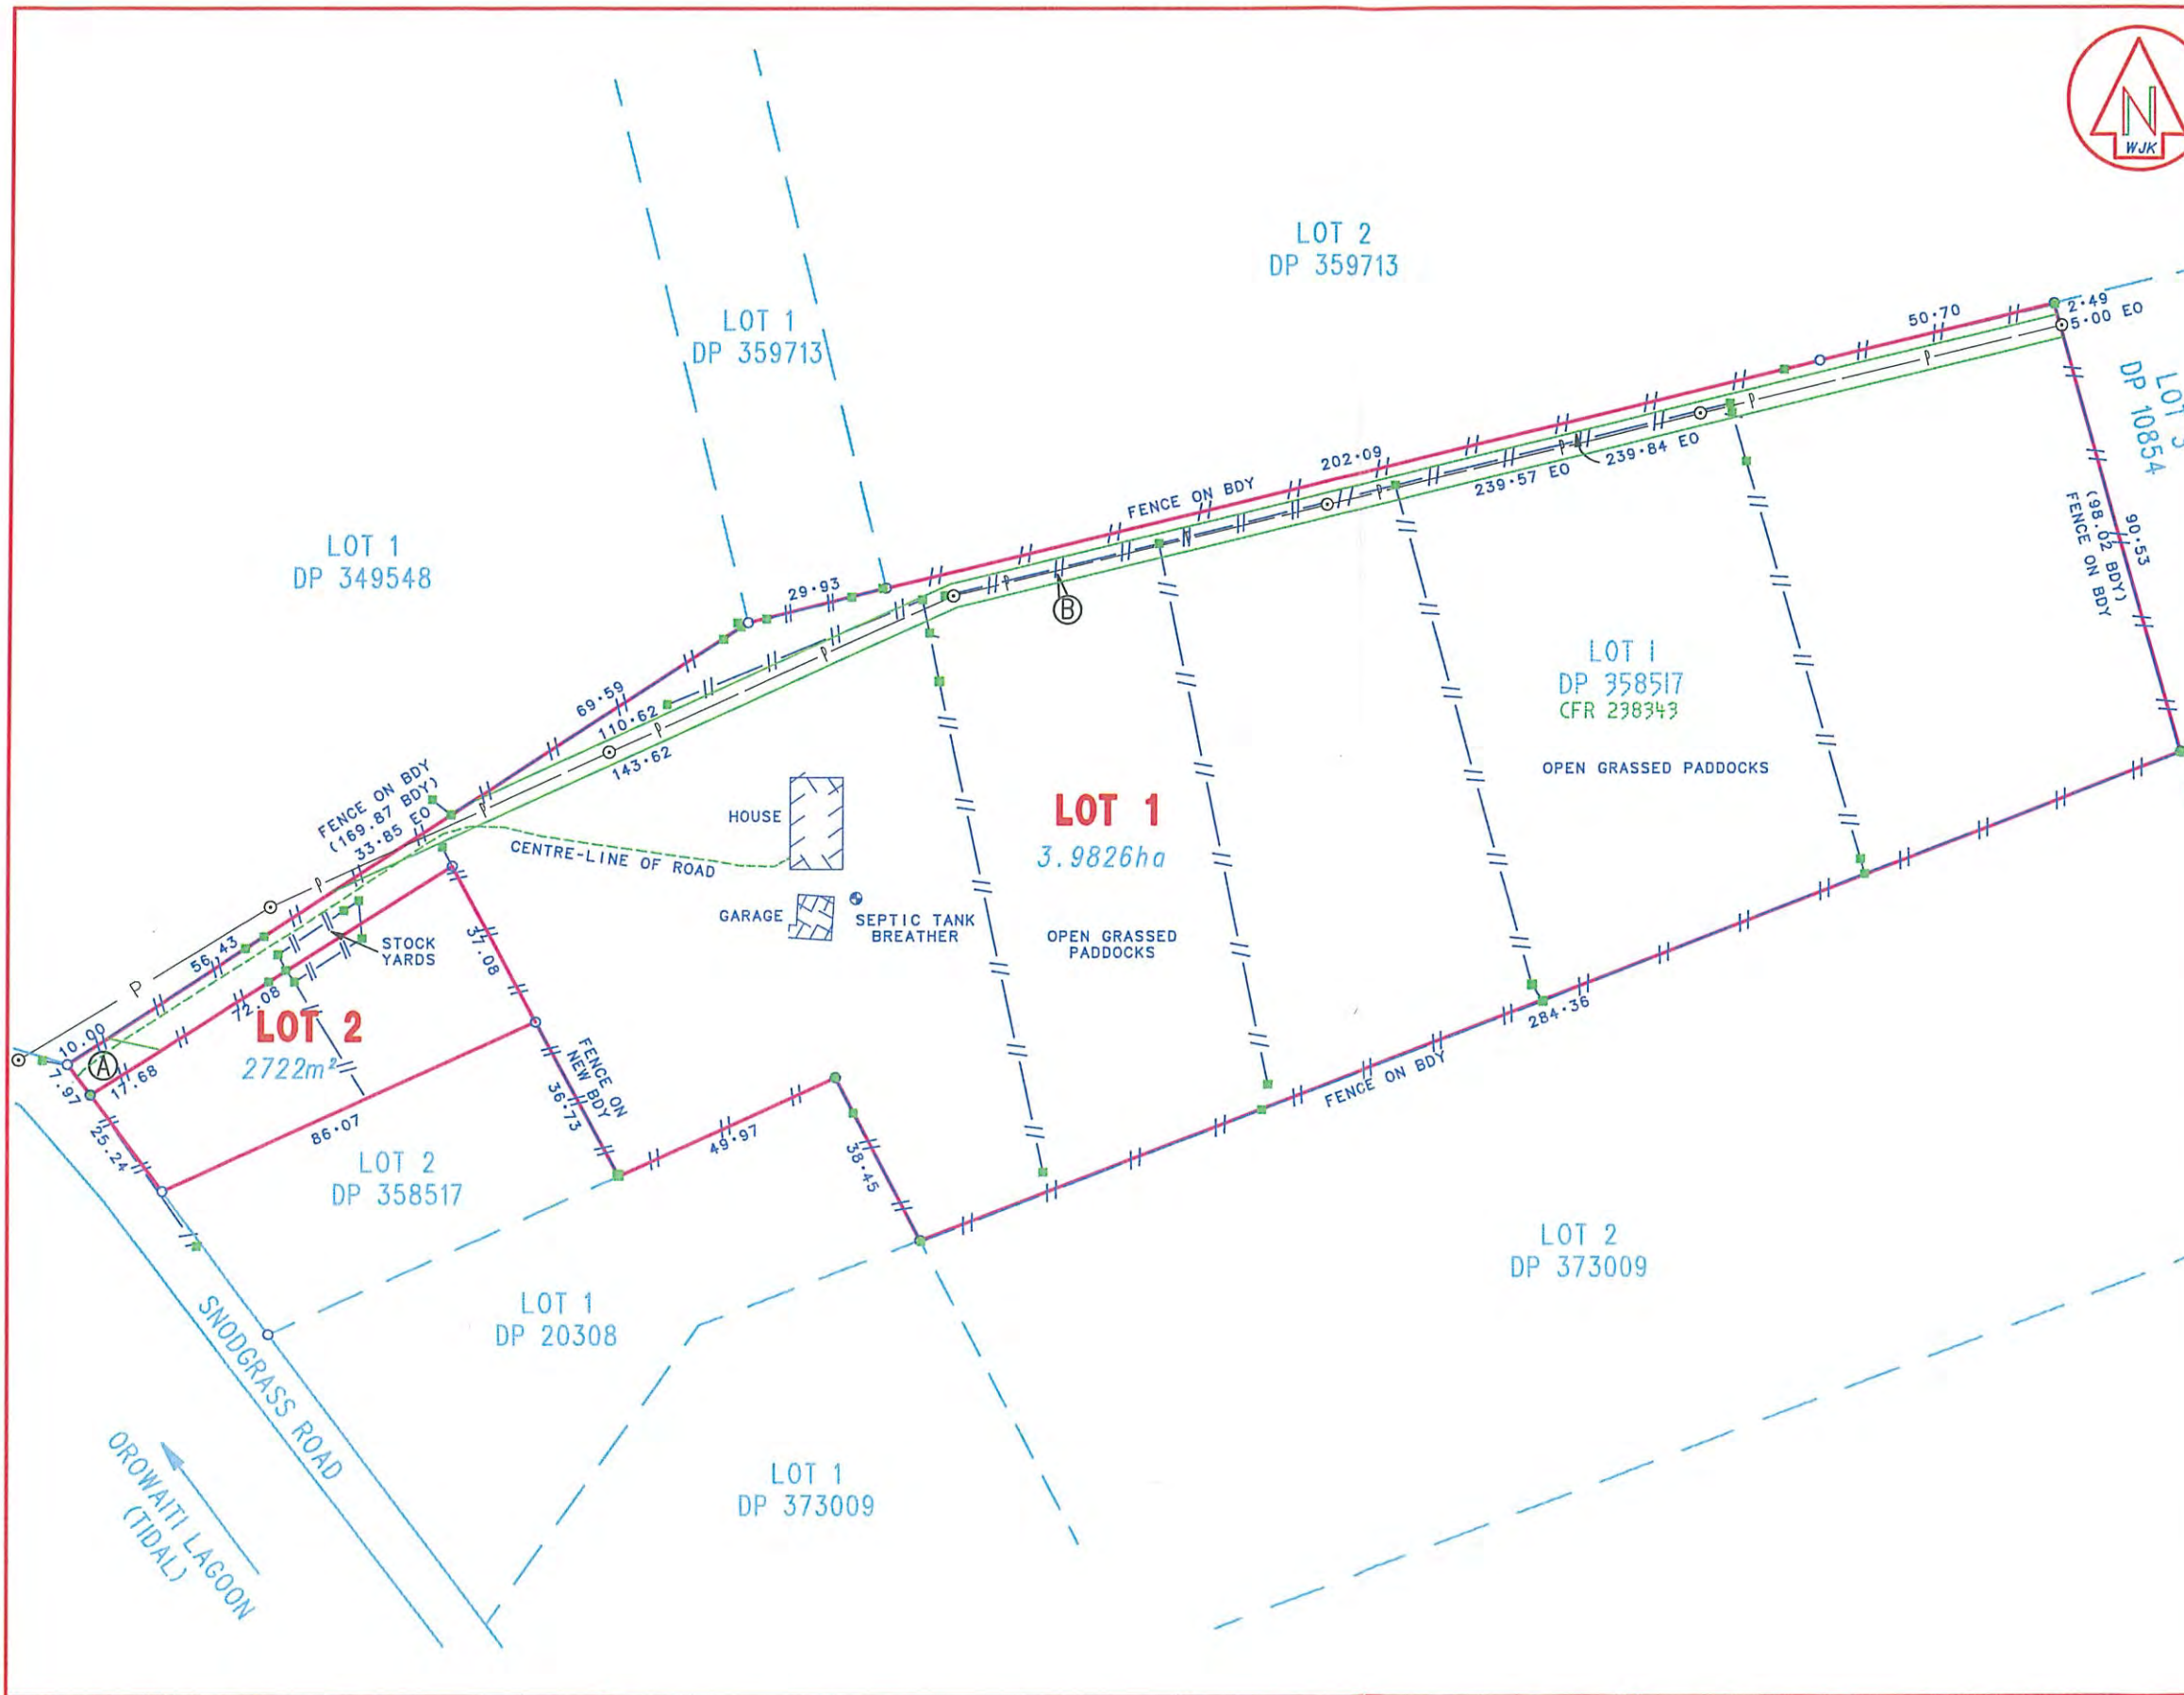 N
WJK
LOT 2
DP 359713
LOT 1
DP 359713
50·70
2·49
5·00 EO
LOT 3
DP 10854
202·09
239·84 EO
239·57 EO
FENCE ON BDY
90·53
(98.02 BDY)
FENCE ON BDY
LOT 1
DP 349548
29·93
B
P
P
P
P
P
P
P
P
P
N
N
69·59
110·62
143·62
LOT 1
DP 358517
CFR 238343
OPEN GRASSED PADDOCKS
FENCE ON BDY
(169.87 BDY)
33·85 EO
HOUSE
CENTRE-LINE OF ROAD
LOT 1
3.9826ha
GARAGE
SEPTIC TANK
BREATHER
OPEN GRASSED
PADDOCKS
STOCK
YARDS
37·08
56·43
72·08
LOT 2
2722m²
10.00
A
7·97
17·68
284·36
FENCE ON BDY
FENCE ON
NEW BDY
36·73
25·24
86·07
49·97
38·45
LOT 2
DP 358517
LOT 2
DP 373009
LOT 1
DP 20308
SNODGRASS ROAD
LOT 1
DP 373009
OROWAITI LAGOON
(TIDAL)